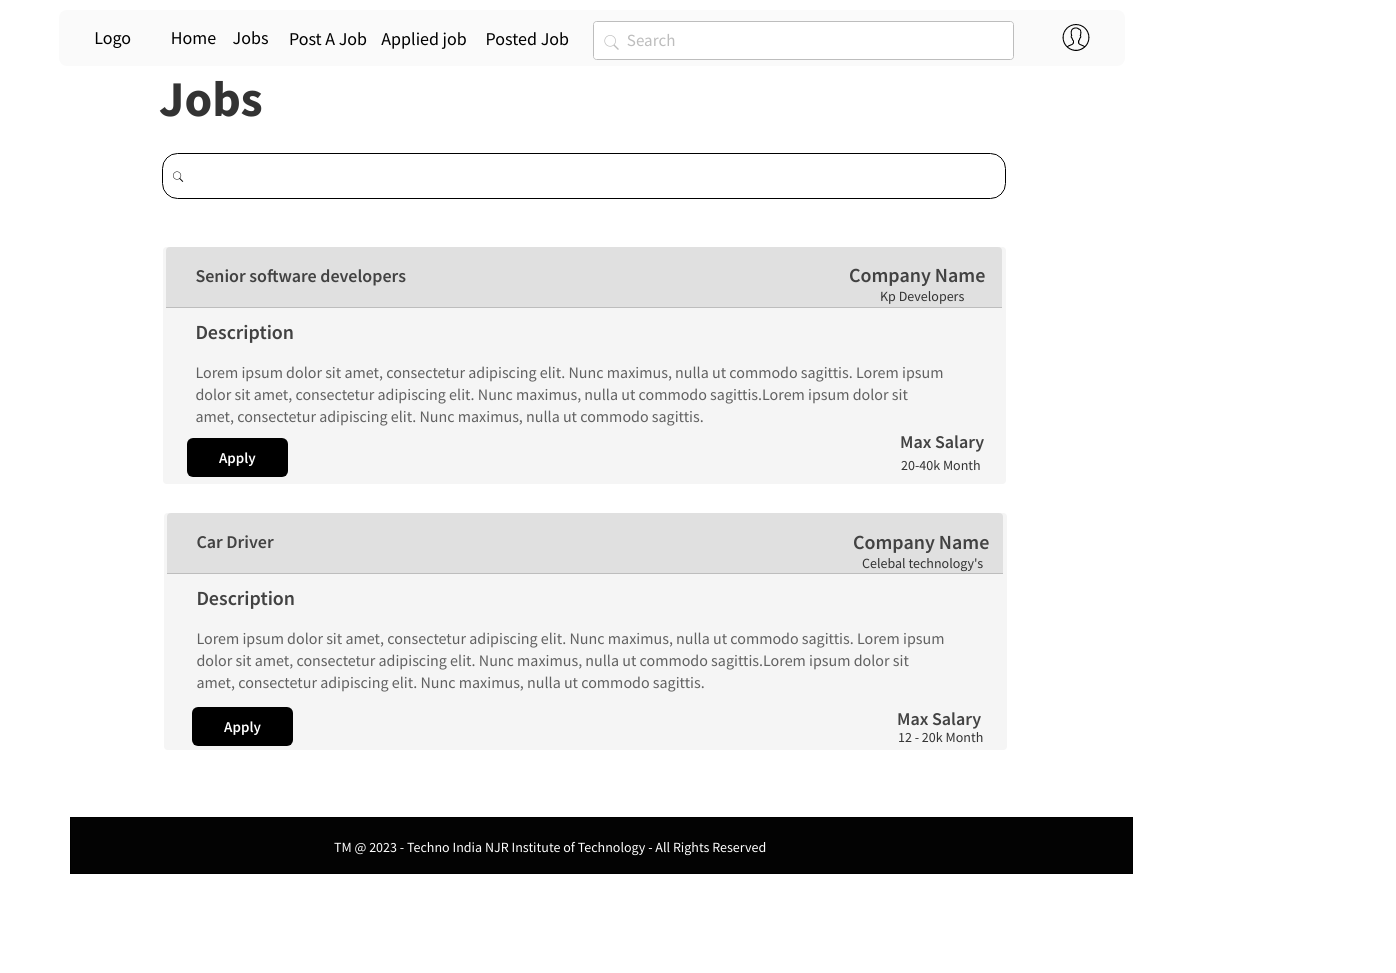 Logo Home Jobs Post A Job Applied job Posted Job Search
Jobs
Senior software developers
Company Name
Kp Developers
Description
Lorem ipsum dolor sit amet, consectetur adipiscing elit. Nunc maximus, nulla ut commodo sagittis. Lorem ipsum
dolor sit amet, consectetur adipiscing elit. Nunc maximus, nulla ut commodo sagittis.Lorem ipsum dolor sit
amet, consectetur adipiscing elit. Nunc maximus, nulla ut commodo sagittis.
Apply
Max Salary
20-40k Month
Car Driver
Company Name
Celebal technology's
Description
Lorem ipsum dolor sit amet, consectetur adipiscing elit. Nunc maximus, nulla ut commodo sagittis. Lorem ipsum
dolor sit amet, consectetur adipiscing elit. Nunc maximus, nulla ut commodo sagittis.Lorem ipsum dolor sit
amet, consectetur adipiscing elit. Nunc maximus, nulla ut commodo sagittis.
Apply
Max Salary
12 - 20k Month
TM @ 2023 - Techno India NJR Institute of Technology - All Rights Reserved